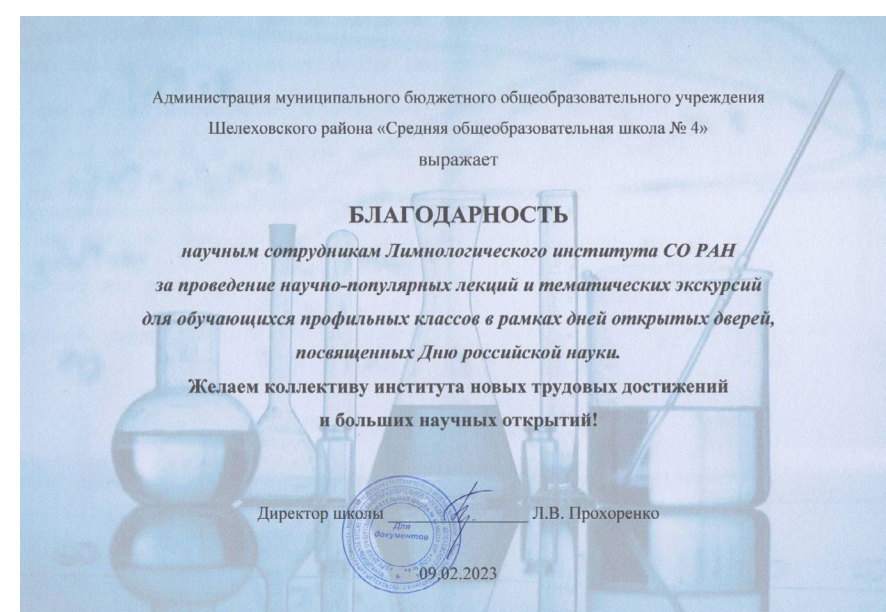 Администрация муниципального бюджетного общеобразовательного учреждения
Шелеховского района «Средняя общеобразовательная школа № 4»
выражает
БЛАГОДАРНОСТЬ
научным сотрудникам Лимнологического института СО РАН
за проведение научно-популярных лекций и тематических экскурсий
для обучающихся профильных классов в рамках дней открытых дверей,
посвященных Дню российской науки.
Желаем коллективу института новых трудовых достижений
и больших научных открытий!
Директор школы Л.В. Прохоренко
Для
документов
09.02.2023